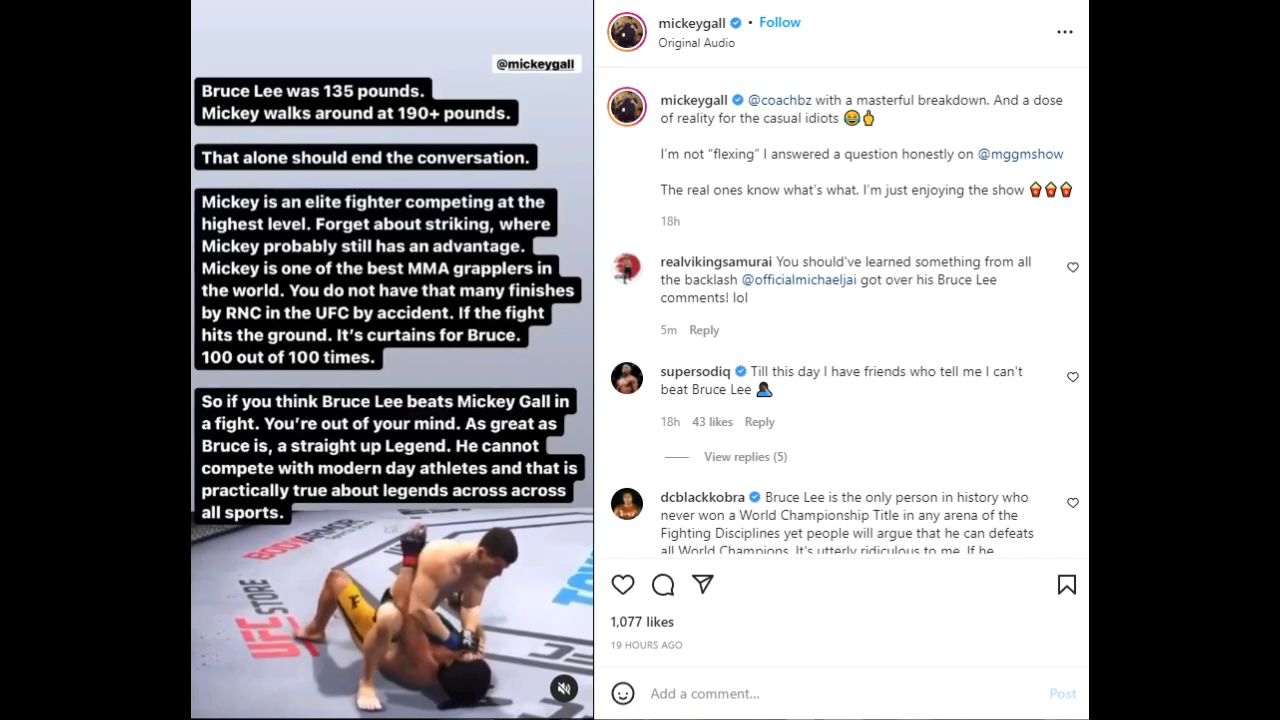 @mickeygall
Bruce Lee was 135 pounds.
Mickey walks around at 190+ pounds.
That alone should end the conversation.
Mickey is an elite fighter competing at the
highest level. Forget about striking, where
Mickey probably still has an advantage.
Mickey is one of the best MMA grapplers in
the world. You do not have that many finishes
by RNC in the UFC by accident. If the fight
hits the ground. It's curtains for Bruce.
100 out of 100 times.
So if you think Bruce Lee beats Mickey Gall in
a fight. You're out of your mind. As great as
Bruce is, a straight up Legend. He cannot
compete with modern day athletes and that is
practically true about legends across across
all sports.
UFC STORE
mickeygall • Follow
Original Audio
mickeygall @coachbz with a masterful breakdown. And a dose
of reality for the casual idiots 😂🖕
I'm not “flexing” I answered a question honestly on @mggmshow
The real ones know what's what. I'm just enjoying the show 🍿🍿🍿
18h
realvikingsamurai You should've learned something from all
the backlash @officialmichaeljai got over his Bruce Lee
comments! lol
5m Reply
supersodiq Till this day I have friends who tell me I can't
beat Bruce Lee 🤦🏿‍♂️
18h 43 likes Reply
View replies (5)
dcblackkobra Bruce Lee is the only person in history who
never won a World Championship Title in any arena of the
Fighting Disciplines yet people will argue that he can defeats
all World Champions. It's utterly ridiculous to me. If he
1,077 likes
19 HOURS AGO
Add a comment...
Post